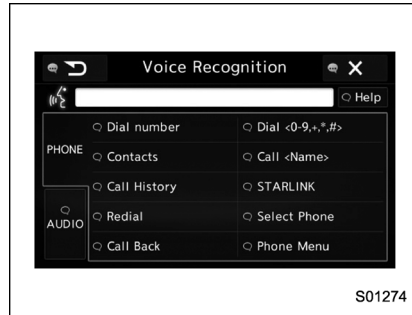 Voice Recognition
Help
PHONE
AUDIO
Dial number
Dial <0-9,+,*,#>
Contacts
Call <Name>
Call History
STARLINK
Redial
Select Phone
Call Back
Phone Menu
S01274